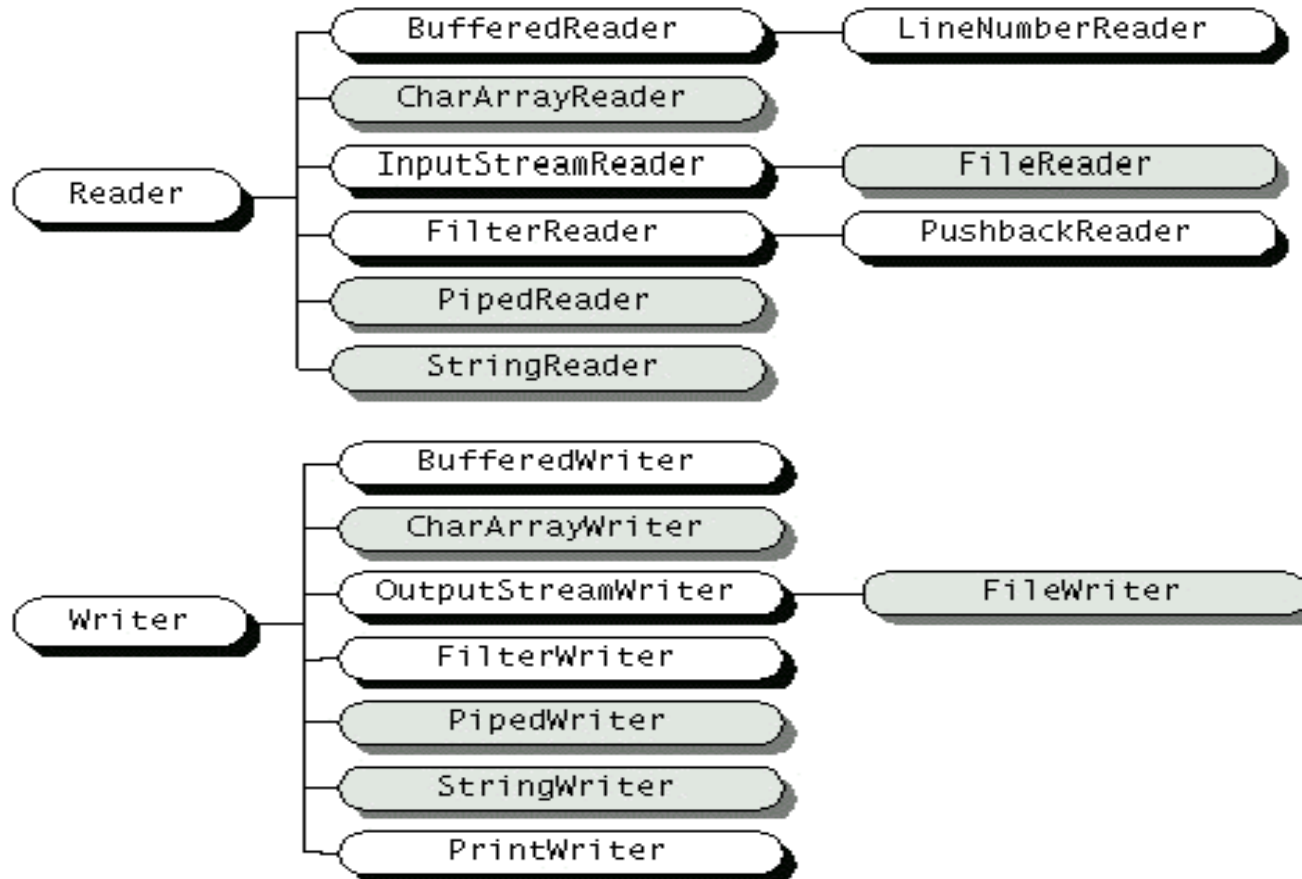 BufferedReader
LineNumberReader
CharArrayReader
InputStreamReader
FileReader
Reader
FilterReader
PushbackReader
PipedReader
StringReader
BufferedWriter
CharArrayWriter
OutputStreamWriter
FileWriter
Writer
FilterWriter
PipedWriter
StringWriter
PrintWriter